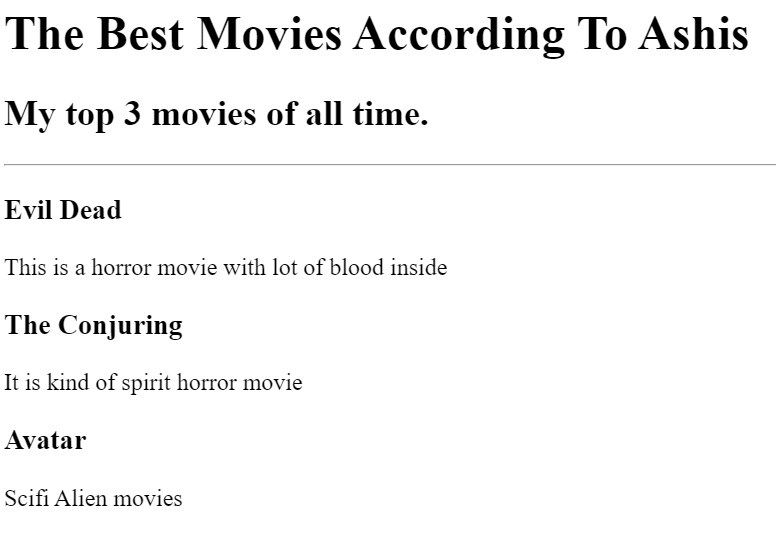 The Best Movies According To Ashis
My top 3 movies of all time.
Evil Dead
This is a horror movie with lot of blood inside
The Conjuring
It is kind of spirit horror movie
Avatar
Scifi Alien movies